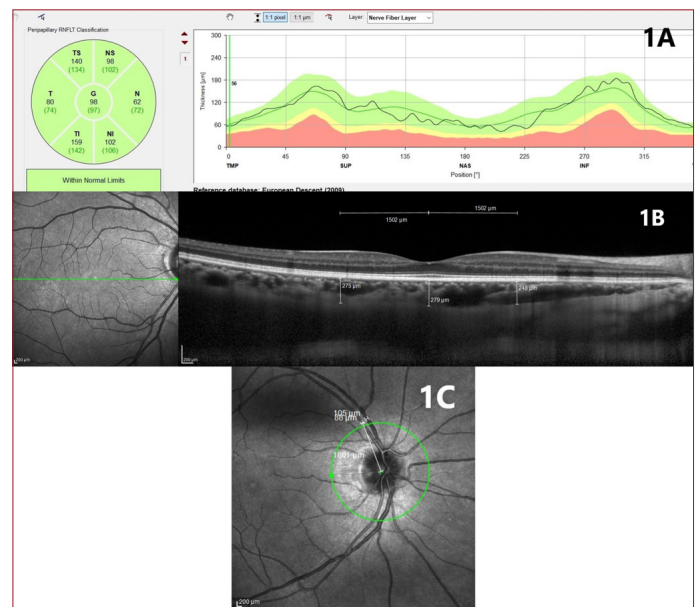 1:1 pixel 1:1 µm Layer: Nerve Fiber Layer
1A
Peripapillary RNFLT Classification
TS
140
(134)
NS
98
(102)
T
80
(74)
G
98
(97)
N
62
(72)
TI
159
(142)
NI
102
(106)
Within Normal Limits
1
Thickness [µm]
300
240
180
120
60
0
56
0 45 90 135 180 225 270 315
TMP SUP NAS INF
Position [°]
Reference database: European Descent (2009)
1B
1502 µm
1502 µm
275 µm
279 µm
248 µm
200 µm
200 µm
1C
105 µm
1801 µm
200 µm